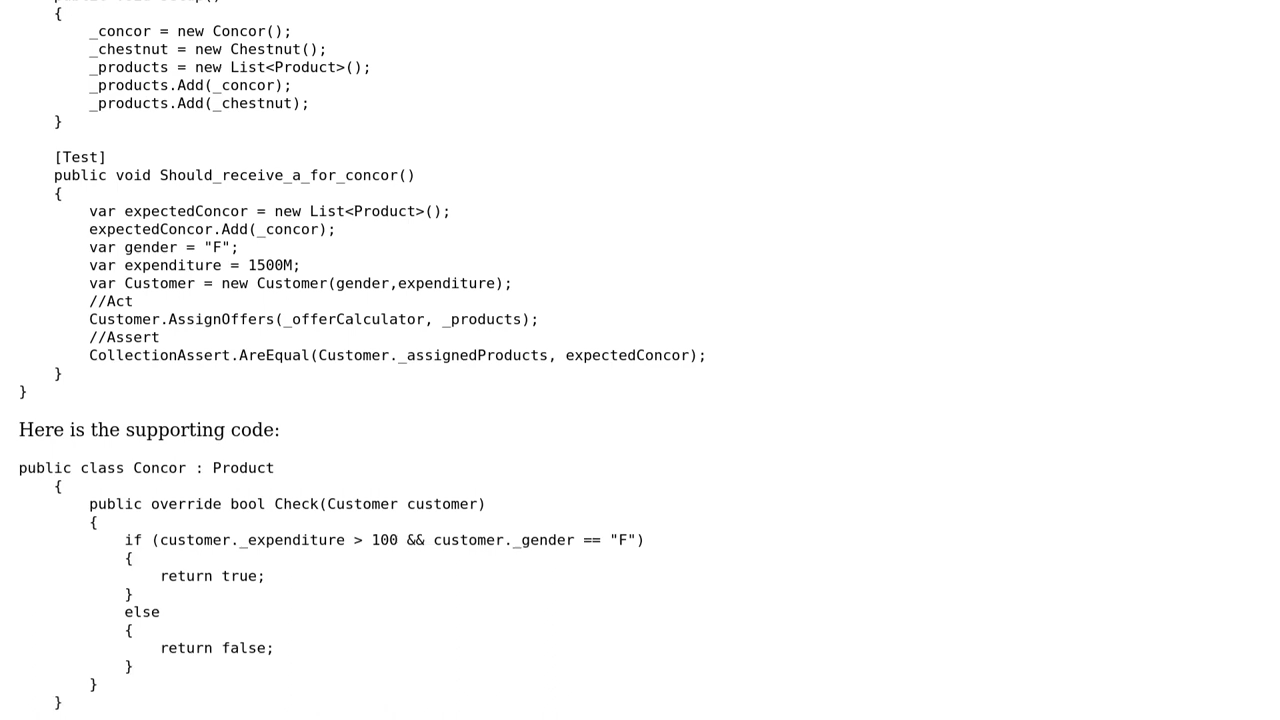 {
_concor = new Concor();
_chestnut = new Chestnut();
_products = new List<Product>();
_products.Add(_concor);
_products.Add(_chestnut);
}
[Test]
public void Should_receive_a_for_concor()
{
var expectedConcor = new List<Product>();
expectedConcor.Add(_concor);
var gender = "F";
var expenditure = 1500M;
var Customer = new Customer(gender,expenditure);
//Act
Customer.AssignOffers(_offerCalculator, _products);
//Assert
CollectionAssert.AreEqual(Customer._assignedProducts, expectedConcor);
}
}
Here is the supporting code:
public class Concor : Product
{
public override bool Check(Customer customer)
{
if (customer._expenditure > 100 && customer._gender == "F")
{
return true;
}
else
{
return false;
}
}
}